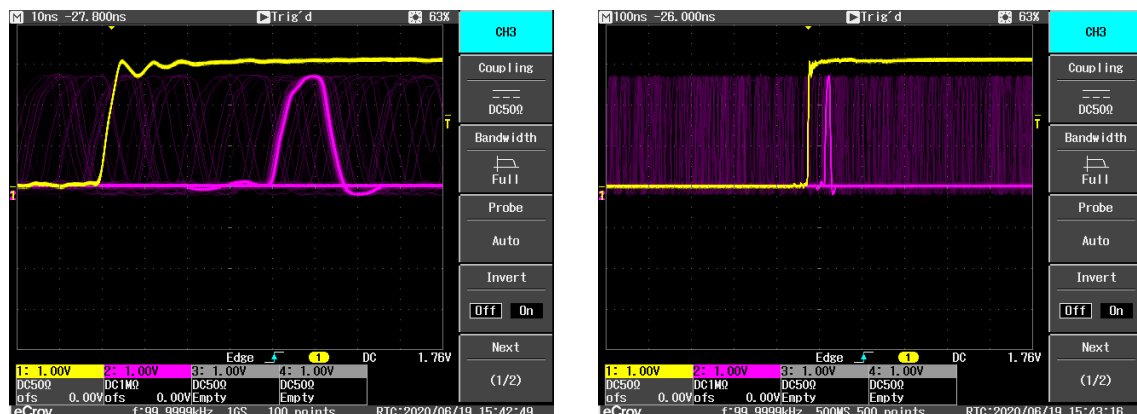 M 10ns -27.800ns Trig'd 63%
CH3
Coupling
DC50Ω
Bandwidth
Full
Probe
Auto
Invert
Off On
Next
(1/2)
T
1
Edge 1 DC 1.76V
1: 1.00V 2: 1.00V 3: 1.00V 4: 1.00V
DC50Ω DC1MΩ DC50Ω DC50Ω
ofs 0.00V ofs 0.00V Empty Empty
LeCroy f:99.9999kHz 1GS 100 points RTC:2020/06/19 15:42:49
M 100ns -26.000ns Trig'd 63%
CH3
Coupling
DC50Ω
Bandwidth
Full
Probe
Auto
Invert
Off On
Next
(1/2)
T
1
Edge 1 DC 1.76V
1: 1.00V 2: 1.00V 3: 1.00V 4: 1.00V
DC50Ω DC1MΩ DC50Ω DC50Ω
ofs 0.00V ofs 0.00V Empty Empty
LeCroy f:99.9999kHz 500MS 500 points RTC:2020/06/19 15:43:16